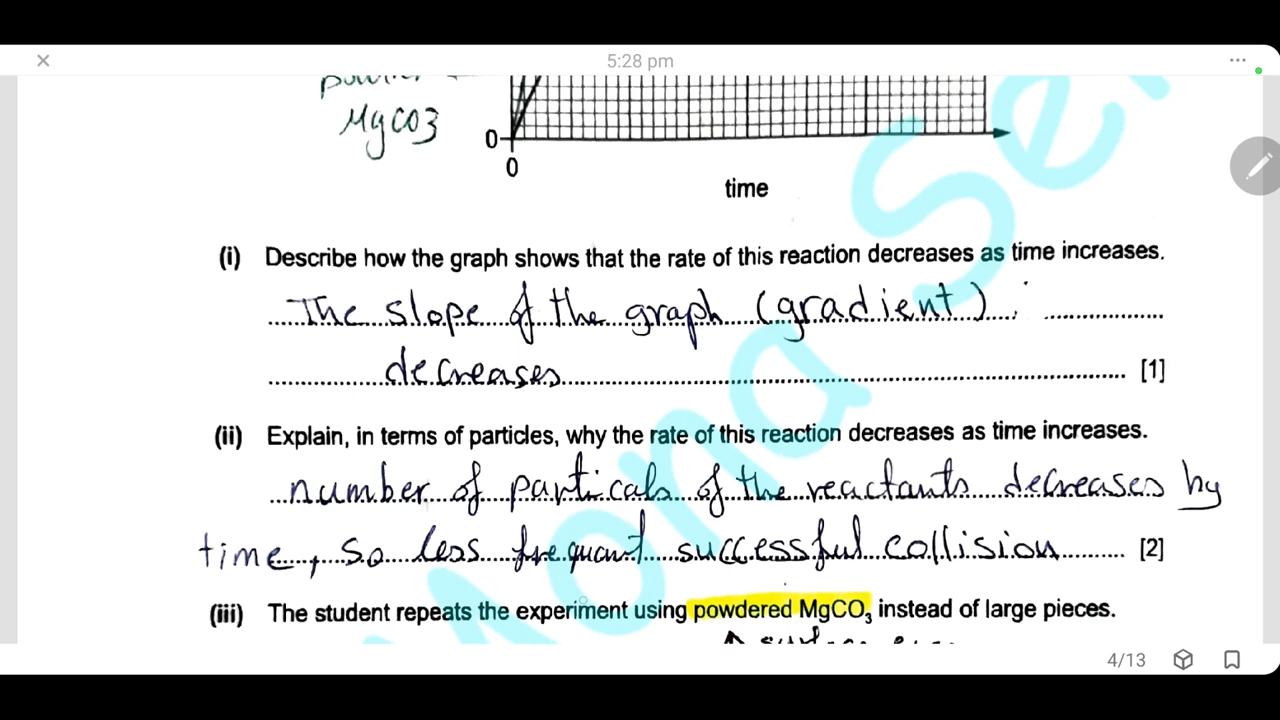 5:28 pm
MgCO3
0
0
time
(i) Describe how the graph shows that the rate of this reaction decreases as time increases.
The slope of the graph (gradient)
decreases [1]
(ii) Explain, in terms of particles, why the rate of this reaction decreases as time increases.
number of particals of the reactants decreases by
time, so less frequant successful collision [2]
(iii) The student repeats the experiment using powdered MgCO3 instead of large pieces.
Mona Se
4/13